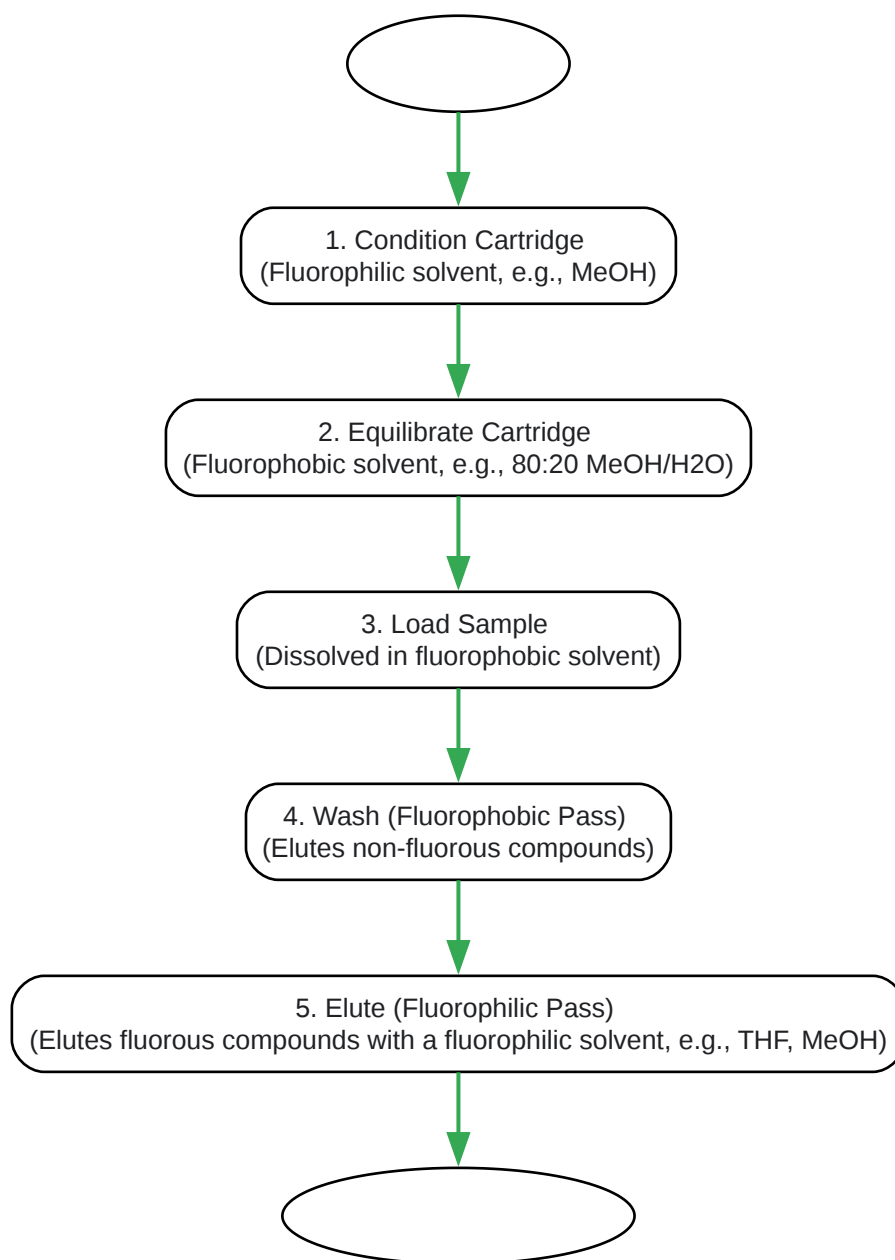 1. Condition Cartridge
(Fluorophilic solvent, e.g., MeOH)
2. Equilibrate Cartridge
(Fluorophobic solvent, e.g., 80:20 MeOH/H2O)
3. Load Sample
(Dissolved in fluorophobic solvent)
4. Wash (Fluorophobic Pass)
(Elutes non-fluorous compounds)
5. Elute (Fluorophilic Pass)
(Elutes fluorous compounds with a fluorophilic solvent, e.g., THF, MeOH)